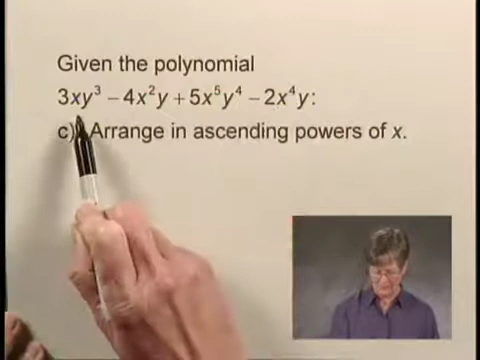 Given the polynomial
3xy³ − 4x²y + 5x⁵y⁴ − 2x⁴y:
c) Arrange in ascending powers of x.